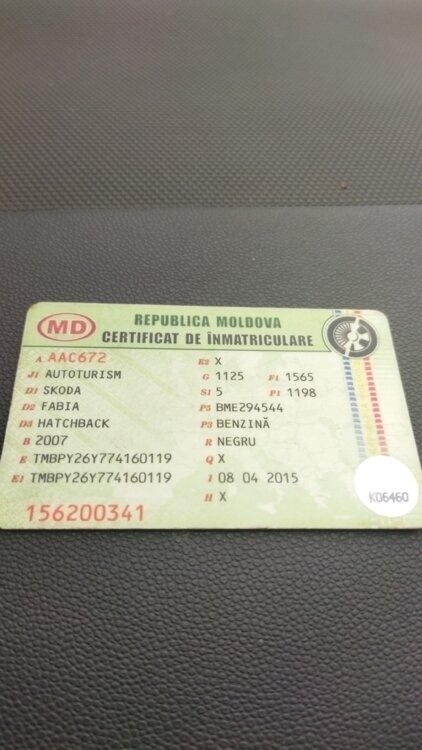 MD
REPUBLICA MOLDOVA
CERTIFICAT DE ÎNMATRICULARE
A AAC672 E2 X
J1 AUTOTURISM G 1125 F1 1565
D1 SKODA S1 5 P1 1198
D2 FABIA P5 BME294544
D3 HATCHBACK P3 BENZINĂ
B 2007 R NEGRU
E TMBPY26Y774160119 Q X
E1 TMBPY26Y774160119 I 08 04 2015
H X
156200341
K06460